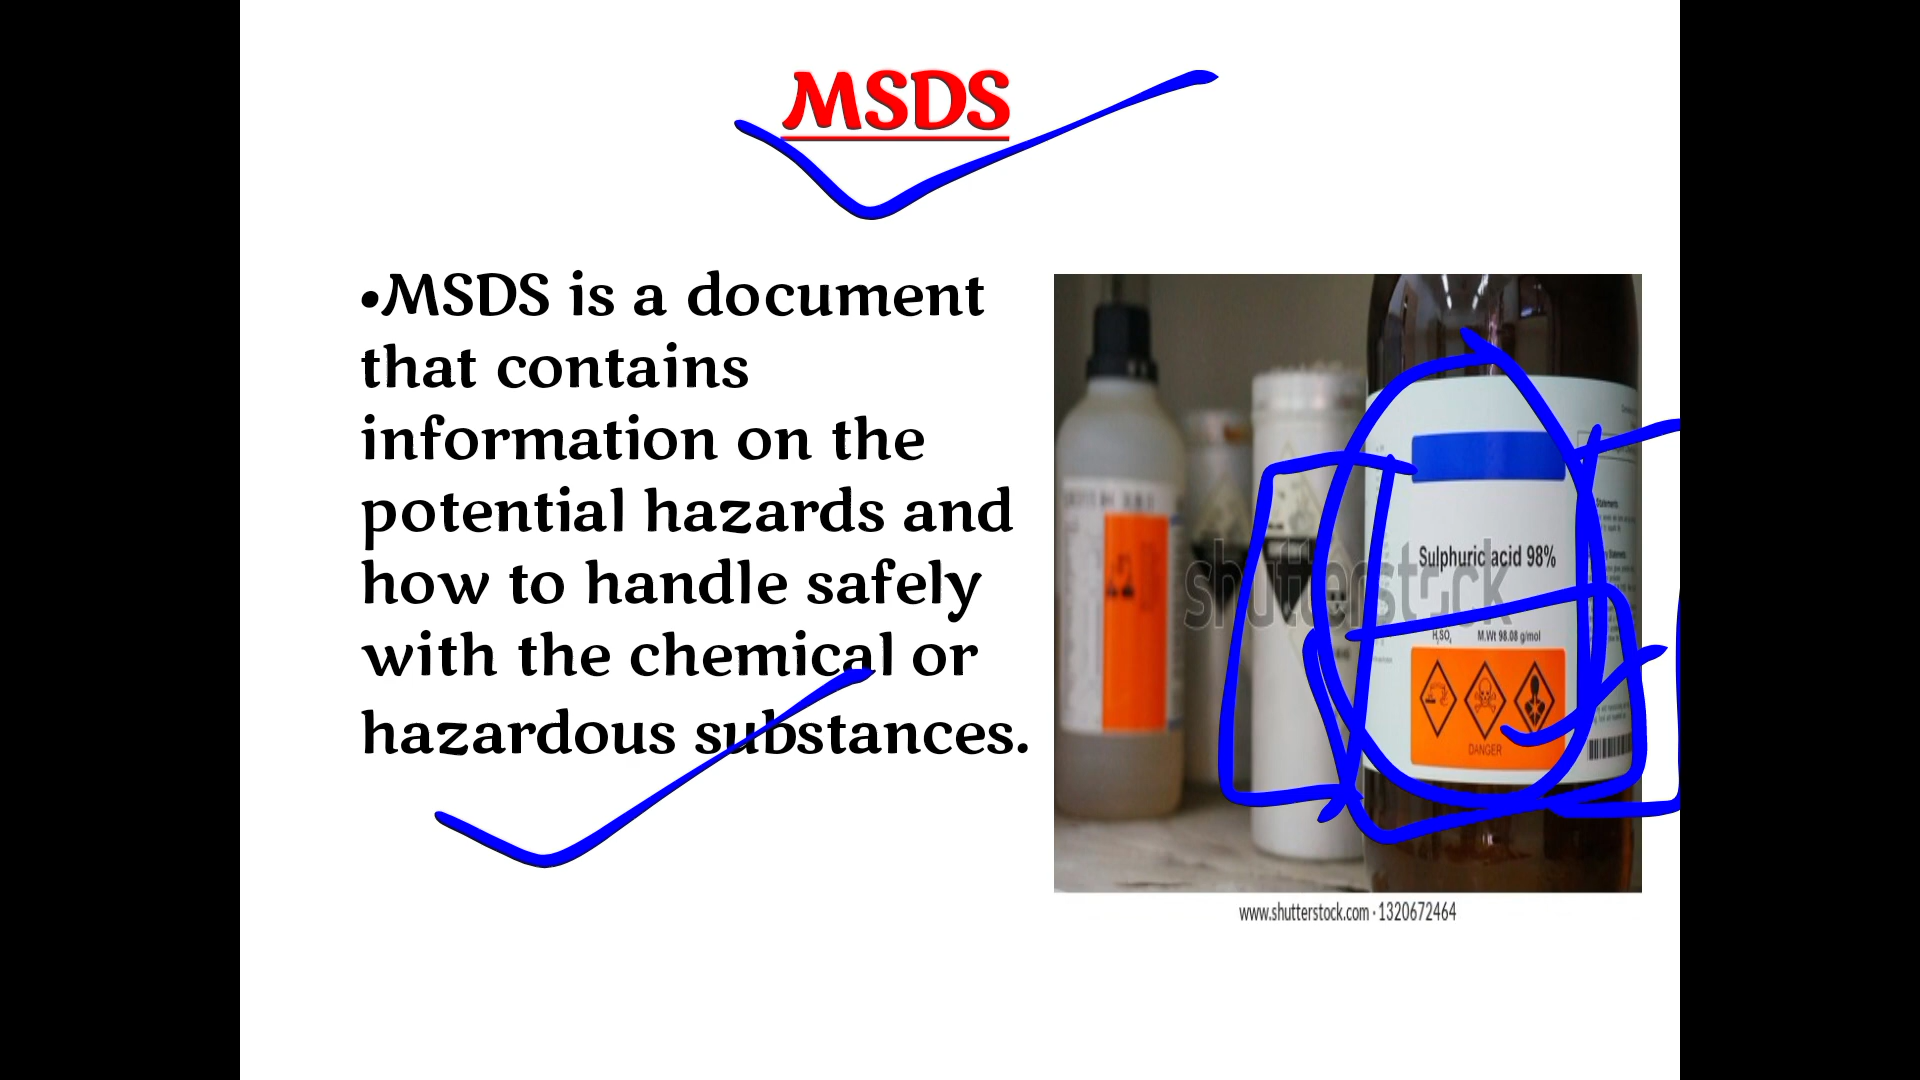 MSDS
•MSDS is a document
that contains
information on the
potential hazards and
how to handle safely
with the chemical or
hazardous substances.
Sulphuric acid 98%
H₂SO₄ M.Wt 98.08 g/mol
DANGER
Statements
shutterstock
www.shutterstock.com · 1320672464